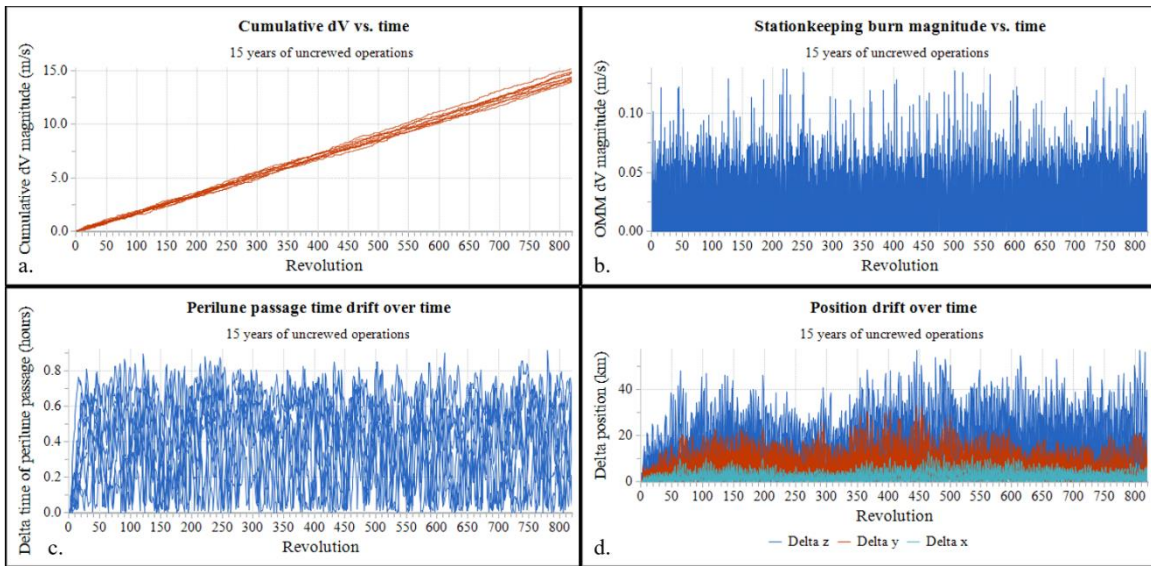 Cumulative dV vs. time
15 years of uncrewed operations
Cumulative dV magnitude (m/s)
15.0
10.0
5.0
0.0
0 50 100 150 200 250 300 350 400 450 500 550 600 650 700 750 800
Revolution
a.
Stationkeeping burn magnitude vs. time
15 years of uncrewed operations
OMM dV magnitude (m/s)
0.10
0.05
0.00
0 50 100 150 200 250 300 350 400 450 500 550 600 650 700 750 800
Revolution
b.
Perilune passage time drift over time
15 years of uncrewed operations
Delta time of perilune passage (hours)
0.8
0.6
0.4
0.2
0.0
0 50 100 150 200 250 300 350 400 450 500 550 600 650 700 750 800
Revolution
c.
Position drift over time
15 years of uncrewed operations
Delta position (km)
40
20
0
0 50 100 150 200 250 300 350 400 450 500 550 600 650 700 750 800
Revolution
Delta z Delta y Delta x
d.